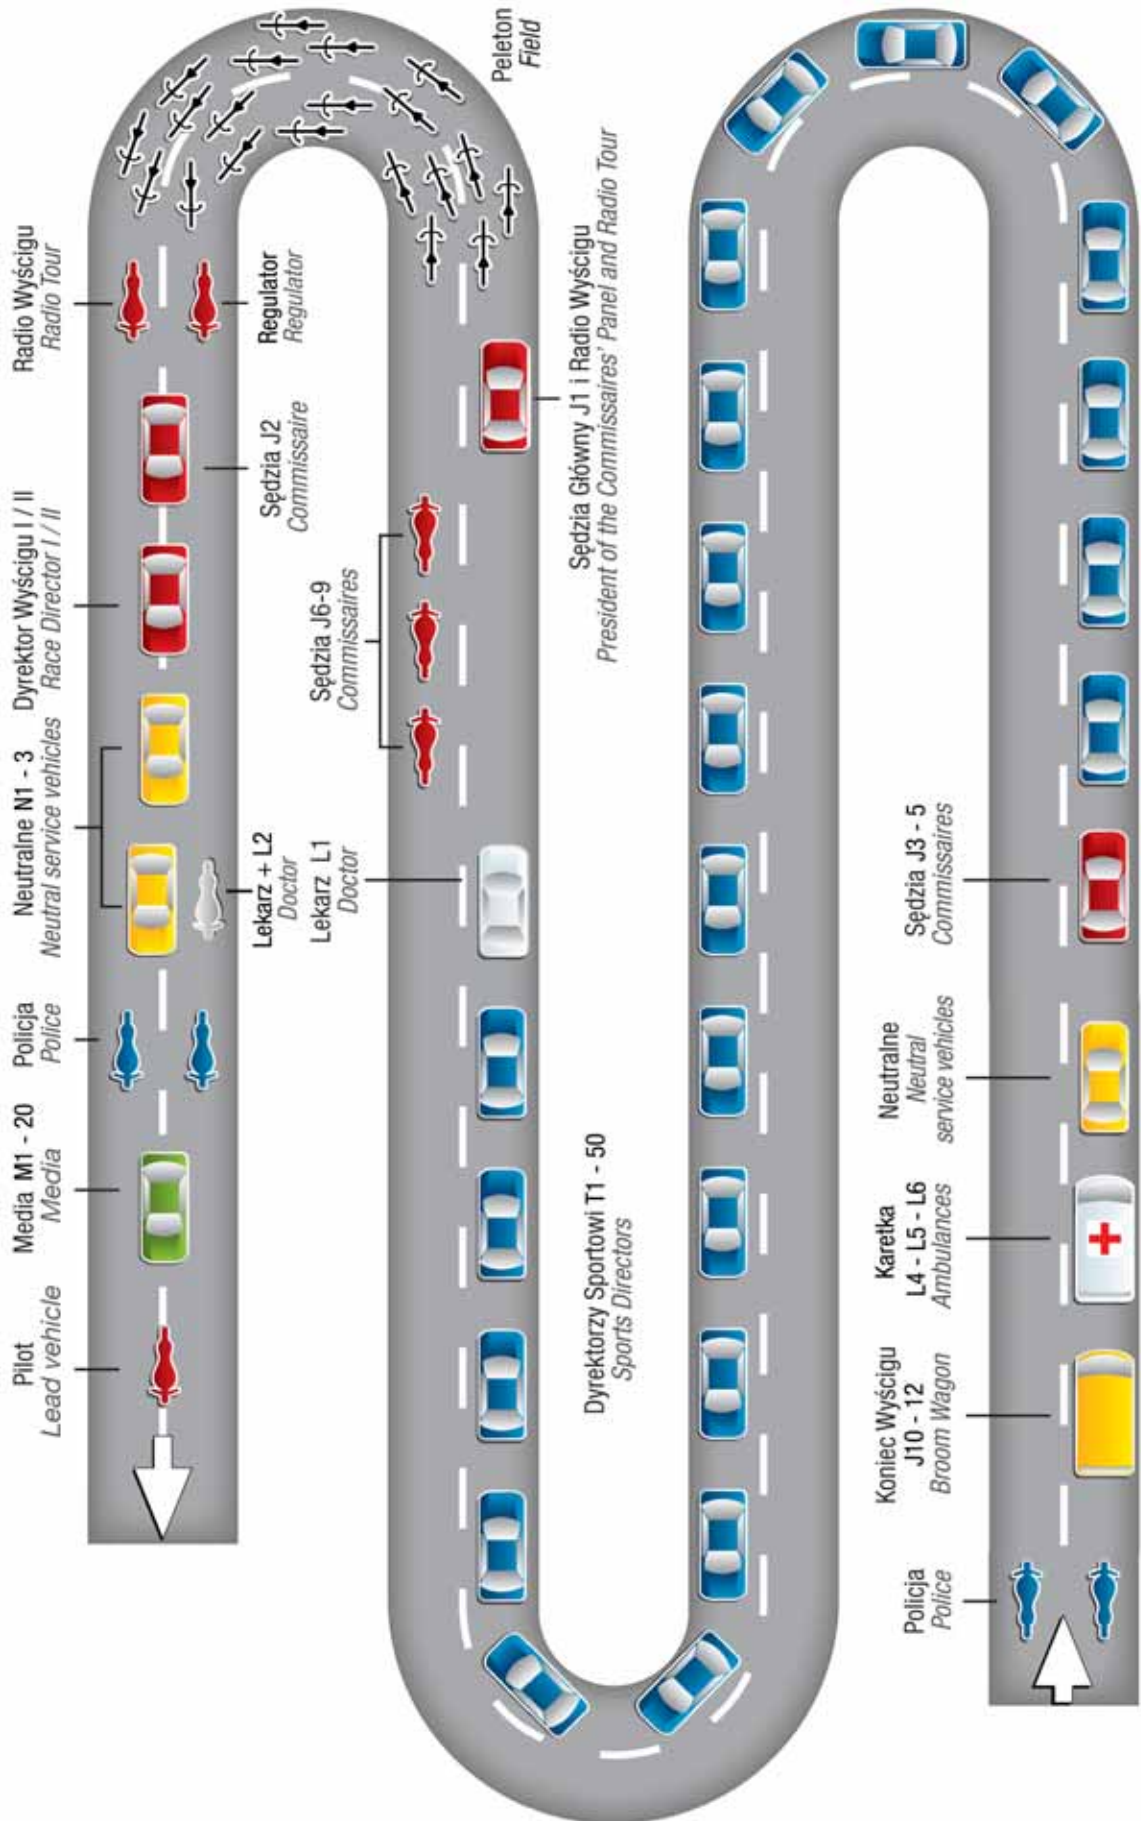 Pilot
Lead vehicle
Media M1 - 20
Media
Policja
Police
Neutralne N1 - 3
Neutral service vehicles
Dyrektor Wyścigu I / II
Race Director I / II
Radio Wyścigu
Radio Tour
Lekarz + L2
Doctor
Sędzia J2
Commissaire
Regulator
Regulator
Lekarz L1
Doctor
Sędzia J6-9
Commissaires
Peleton
Field
Sędzia Główny J1 i Radio Wyścigu
President of the Commissaires' Panel and Radio Tour
Dyrektorzy Sportowi T1 - 50
Sports Directors
Policja
Police
Koniec Wyścigu
J10 - 12
Broom Wagon
Karetka
L4 - L5 - L6
Ambulances
Neutralne
Neutral
service vehicles
Sędzia J3 - 5
Commissaires